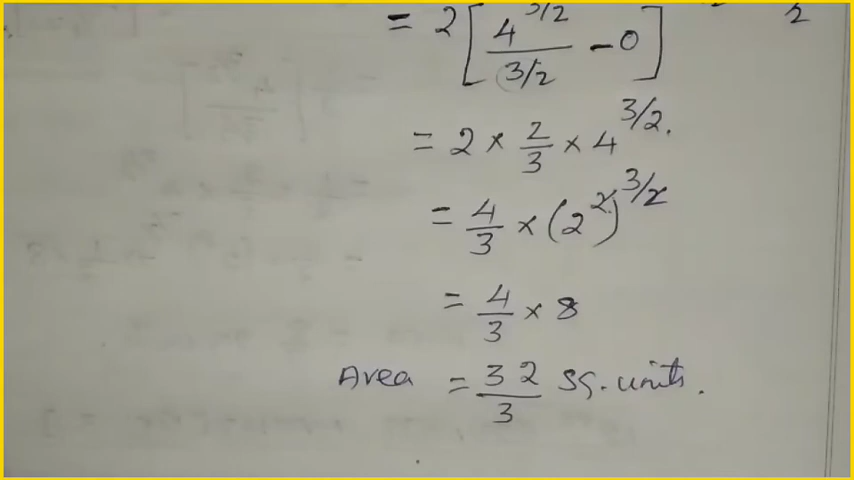 = 2 [ 4^3/2 / 3/2 - 0 ]
= 2 × 2/3 × 4^3/2.
= 4/3 × (2^2)^3/2
= 4/3 × 8
Area = 32/3 sq. units.